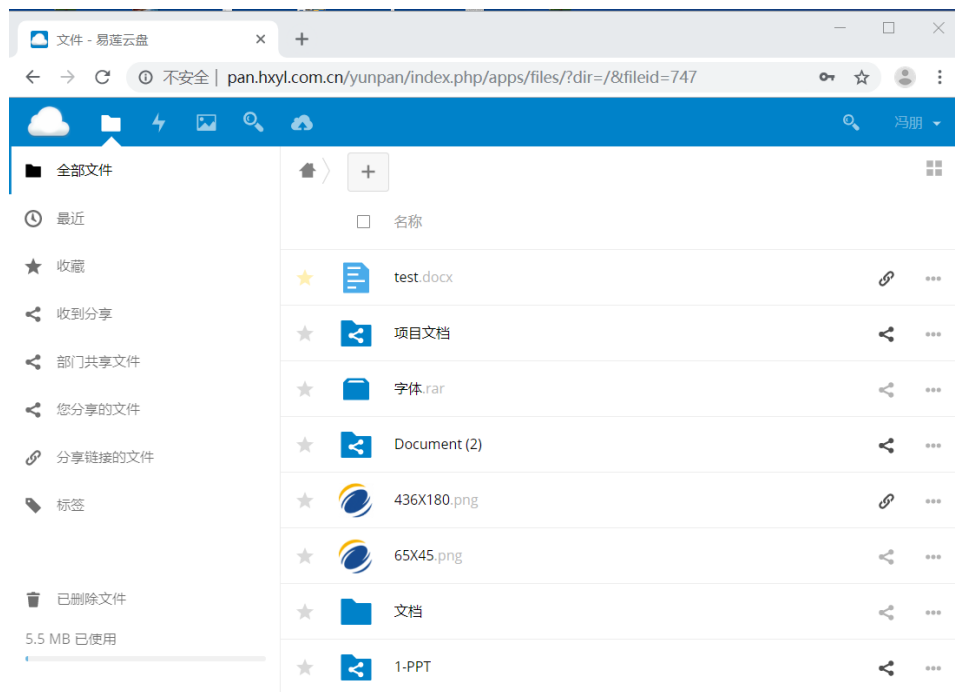 文件 - 易莲云盘
不安全 | pan.hxyl.com.cn/yunpan/index.php/apps/files/?dir=/&fileid=747
冯朋
全部文件
最近
收藏
收到分享
部门共享文件
您分享的文件
分享链接的文件
标签
已删除文件
5.5 MB 已使用
名称
test.docx
项目文档
字体.rar
Document (2)
436X180.png
65X45.png
文档
1-PPT